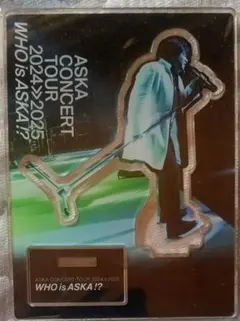 ASKA
CONCERT
TOUR
2024>>2025
WHO is ASKA!?
ASKA CONCERT TOUR 2024>>2025
WHO is ASKA!?